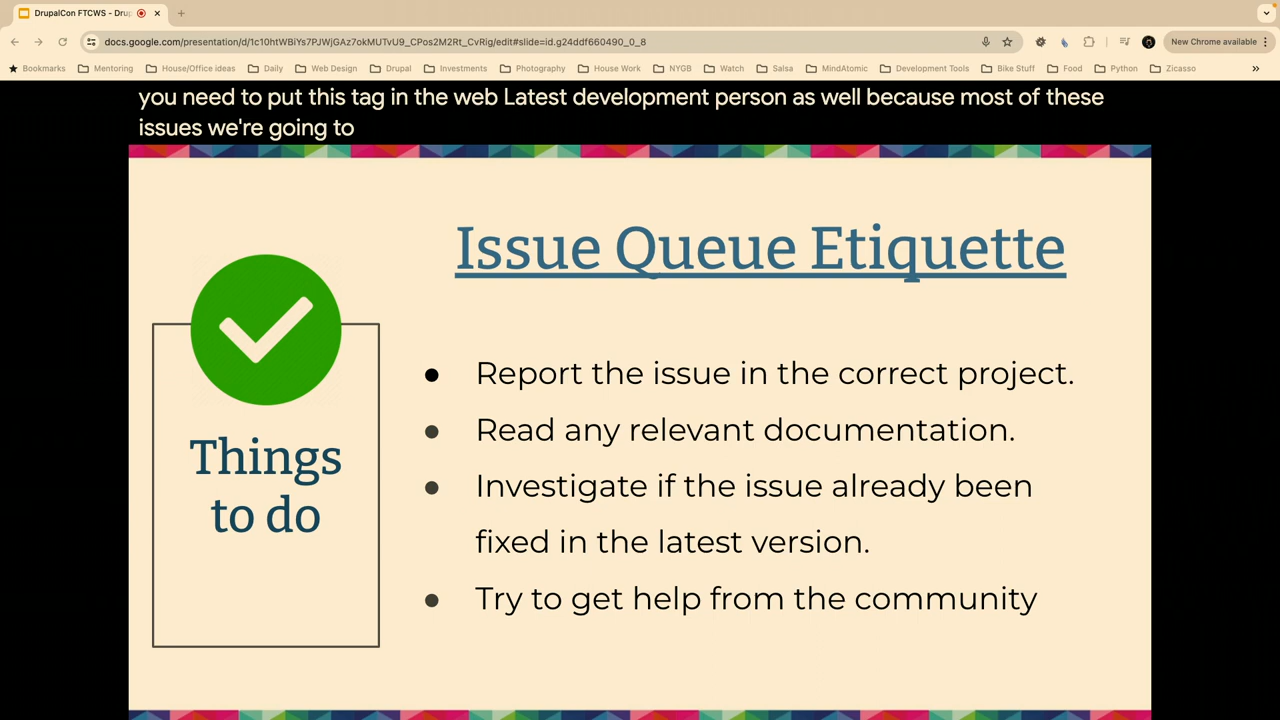 DrupalCon FTCWS - Drup
docs.google.com/presentation/d/1c10htWBiYs7PJWjGAz7okMUTvU9_CPos2M2Rt_CvRig/edit#slide=id.g24ddf660490_0_8
New Chrome available
Bookmarks Mentoring House/Office ideas Daily Web Design Drupal Investments Photography House Work NYGB Watch Salsa MindAtomic Development Tools Bike Stuff Food Python Zicasso
you need to put this tag in the web Latest development person as well because most of these
issues we're going to
Issue Queue Etiquette
Things
to do
● Report the issue in the correct project.
● Read any relevant documentation.
● Investigate if the issue already been
fixed in the latest version.
● Try to get help from the community